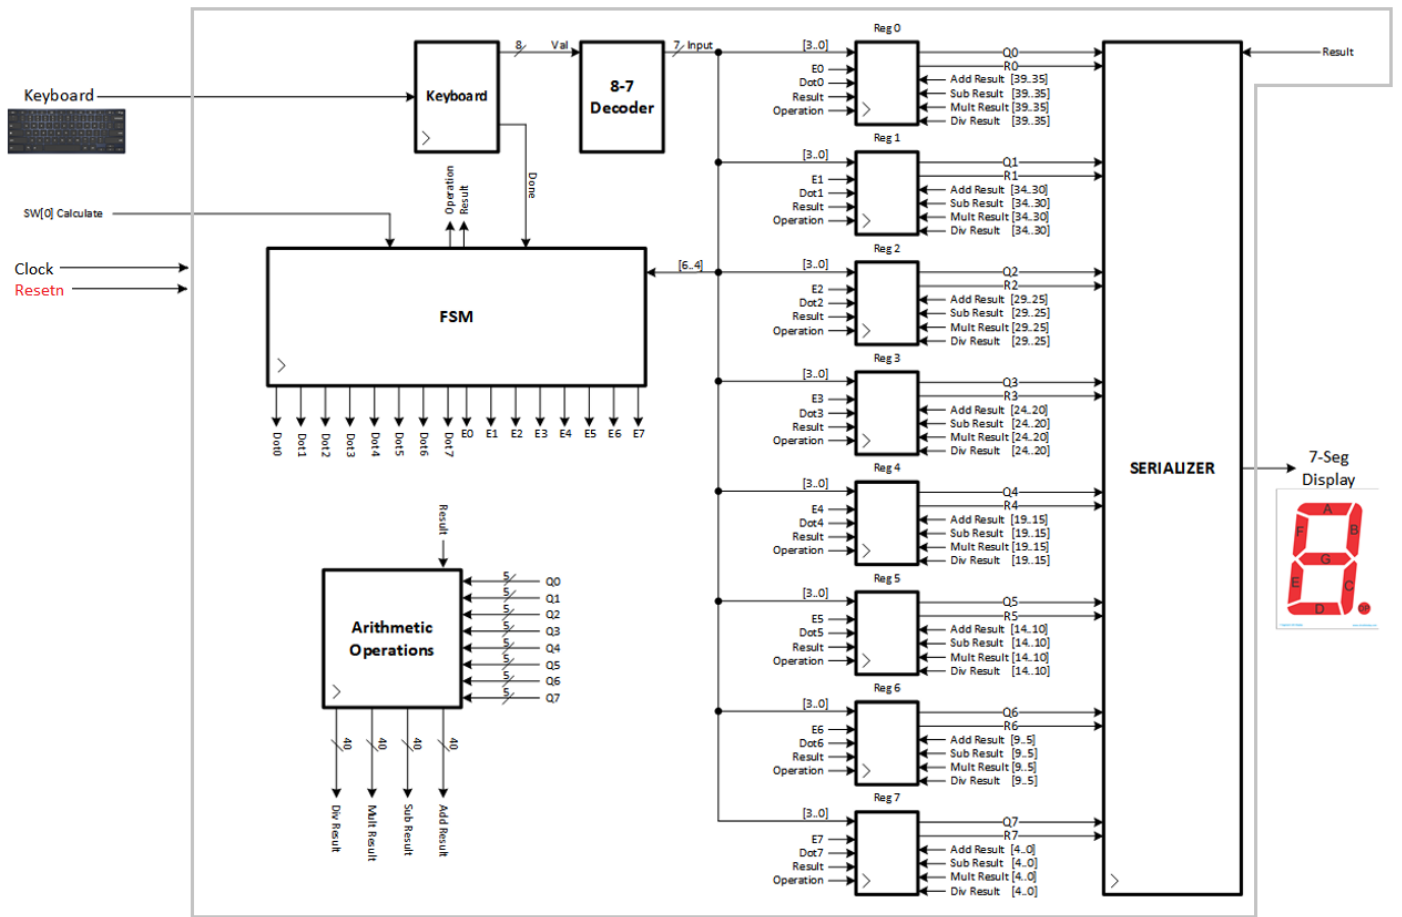 Keyboard
SW[0] Calculate
Clock
Resetn
Keyboard
8
Val
8-7
Decoder
7
Input
Operation
Result
Done
[6..4]
FSM
Dot0
Dot1
Dot2
Dot3
Dot4
Dot5
Dot6
Dot7
E0
E1
E2
E3
E4
E5
E6
E7
Result
Arithmetic
Operations
5 Q0
5 Q1
5 Q2
5 Q3
5 Q4
5 Q5
5 Q6
5 Q7
40
40
40
40
Div Result
Mult Result
Sub Result
Add Result
Reg 0
[3..0]
E0
Dot0
Result
Operation
Q0
R0
Add Result [39..35]
Sub Result [39..35]
Mult Result [39..35]
Div Result [39..35]
Reg 1
[3..0]
E1
Dot1
Result
Operation
Q1
R1
Add Result [34..30]
Sub Result [34..30]
Mult Result [34..30]
Div Result [34..30]
Reg 2
[3..0]
E2
Dot2
Result
Operation
Q2
R2
Add Result [29..25]
Sub Result [29..25]
Mult Result [29..25]
Div Result [29..25]
Reg 3
[3..0]
E3
Dot3
Result
Operation
Q3
R3
Add Result [24..20]
Sub Result [24..20]
Mult Result [24..20]
Div Result [24..20]
Reg 4
[3..0]
E4
Dot4
Result
Operation
Q4
R4
Add Result [19..15]
Sub Result [19..15]
Mult Result [19..15]
Div Result [19..15]
Reg 5
[3..0]
E5
Dot5
Result
Operation
Q5
R5
Add Result [14..10]
Sub Result [14..10]
Mult Result [14..10]
Div Result [14..10]
Reg 6
[3..0]
E6
Dot6
Result
Operation
Q6
R6
Add Result [9..5]
Sub Result [9..5]
Mult Result [9..5]
Div Result [9..5]
Reg 7
[3..0]
E7
Dot7
Result
Operation
Q7
R7
Add Result [4..0]
Sub Result [4..0]
Mult Result [4..0]
Div Result [4..0]
SERIALIZER
Result
7-Seg
Display
A
F
B
G
E
C
D
DP